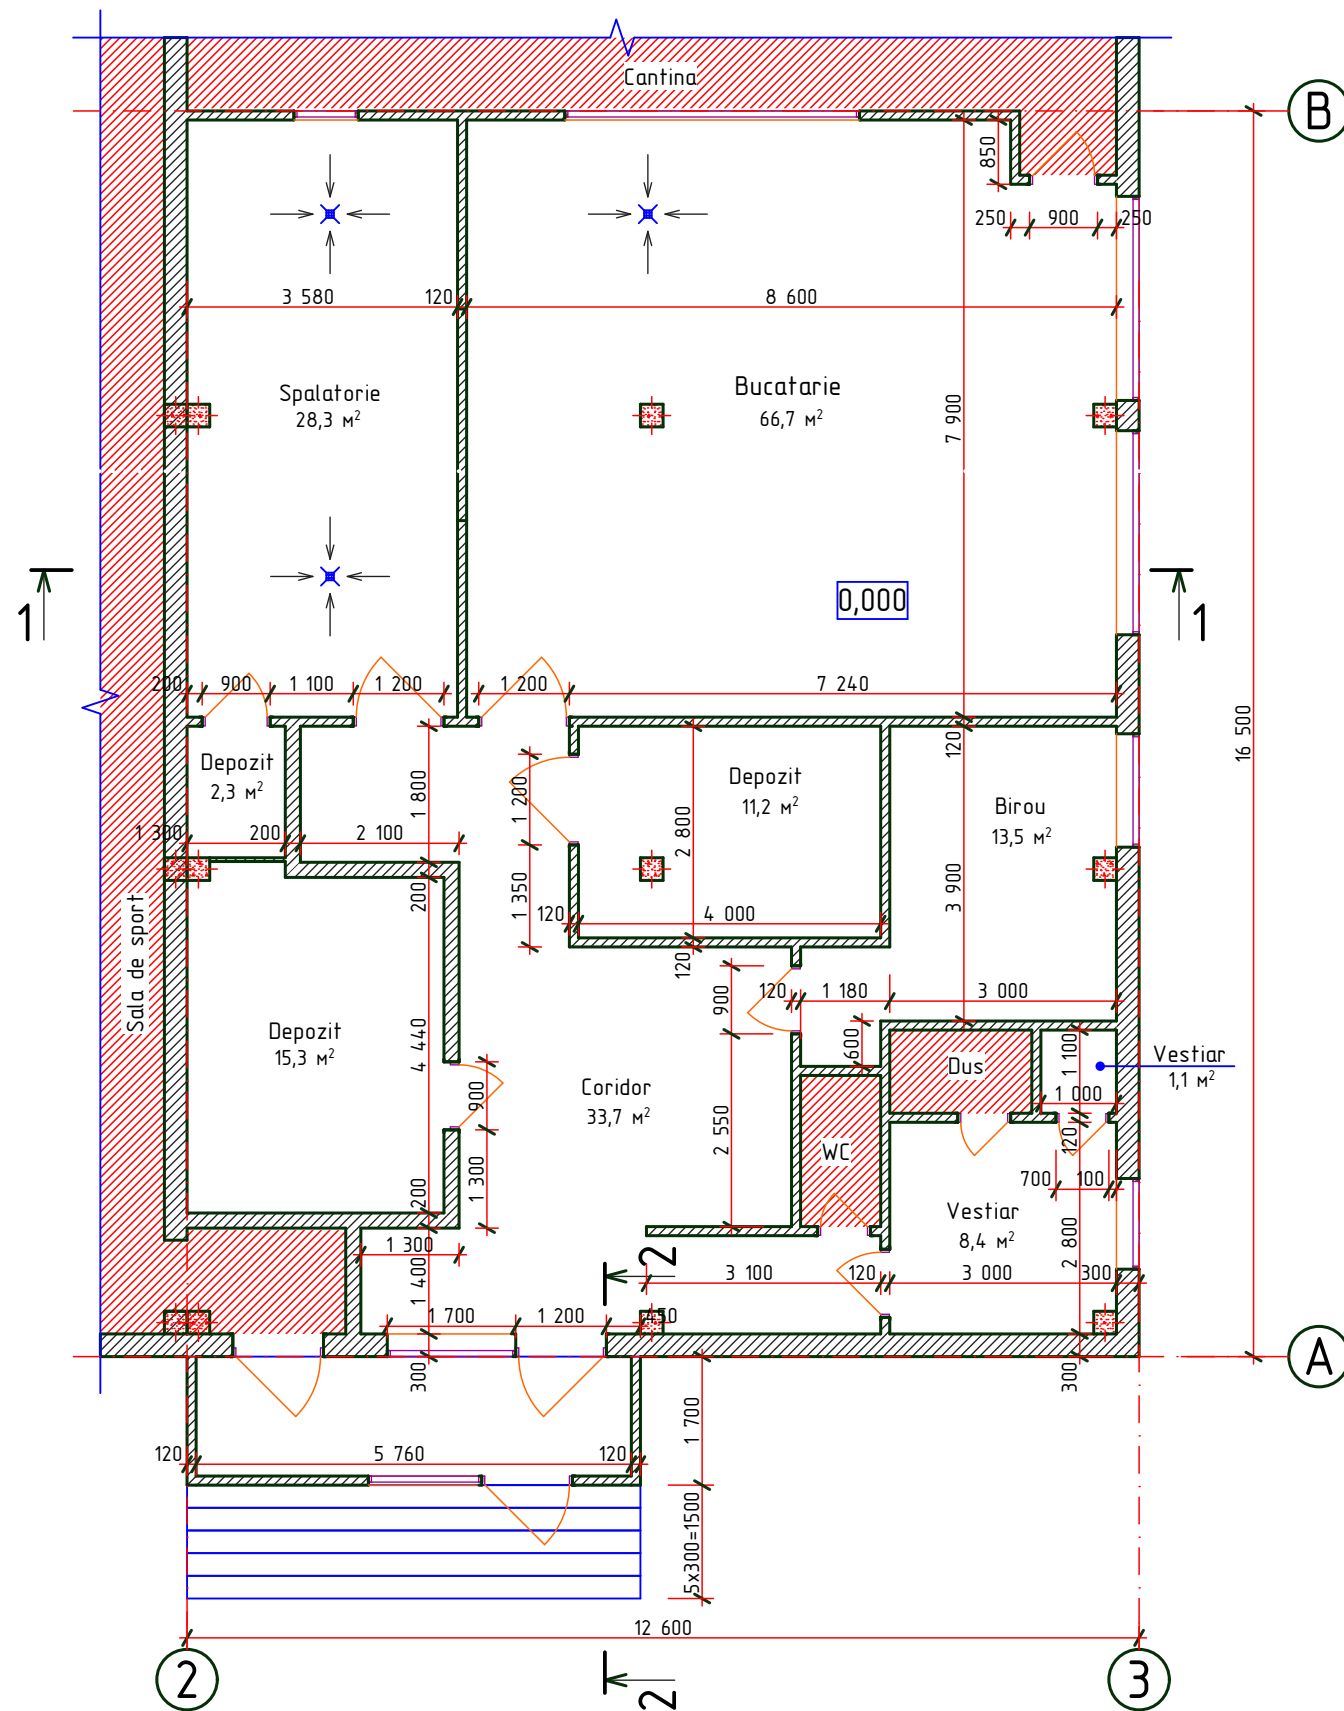 Cantina
B
850
250 900 250
3 580 120 8 600
Spalatorie
28,3 м²
Bucatarie
66,7 м²
7 900
16 500
0,000
1
1
200 900 1 100 1 200 1 200 7 240
120
Depozit
2,3 м²
1 800
1 200
Depozit
11,2 м²
2 800
Birou
13,5 м²
1 300 200 2 100
200
1 350
3 900
120 4 000
120
Sala de sport
900
120 1 180 3 000
Depozit
15,3 м²
4 440
600
Dus
1 100
Vestiar
1,1 м²
Coridor
33,7 м²
900
1 000
2 550
120
WC
1 300
200
700 100
Vestiar
8,4 м²
1 300
2 800
2
3 100 120 3 000 300
1 400
1 700 1 200 450
A
300
300
1 700
120 5 760 120
5x300=1500
12 600
2
2
3